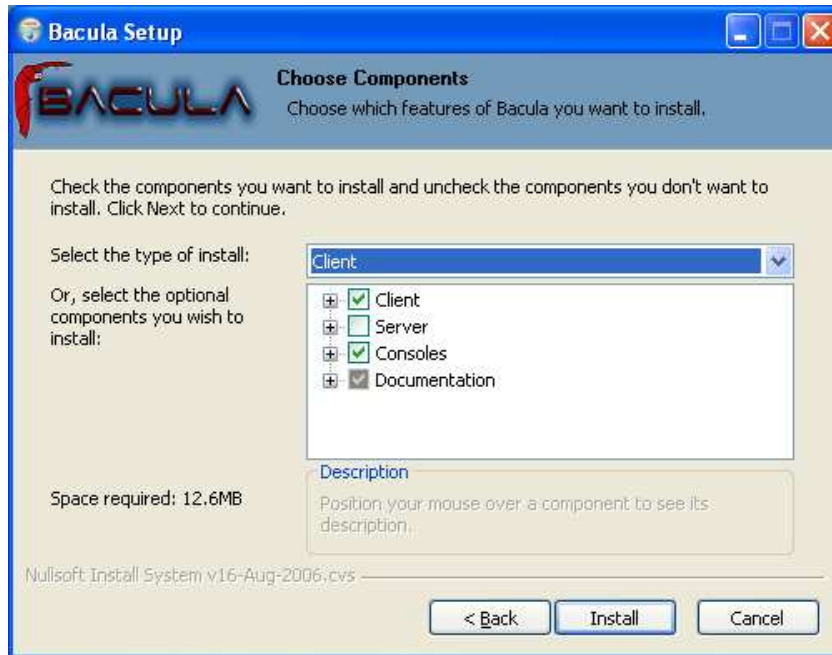 Bacula Setup
BACULA
Choose Components
Choose which features of Bacula you want to install.
Check the components you want to install and uncheck the components you don't want to
install. Click Next to continue.
Select the type of install:
Client
Or, select the optional
components you wish to
install:
Client
Server
Consoles
Documentation
Space required: 12.6MB
Description
Position your mouse over a component to see its
description.
Nullsoft Install System v16-Aug-2006.cvs
< Back
Install
Cancel